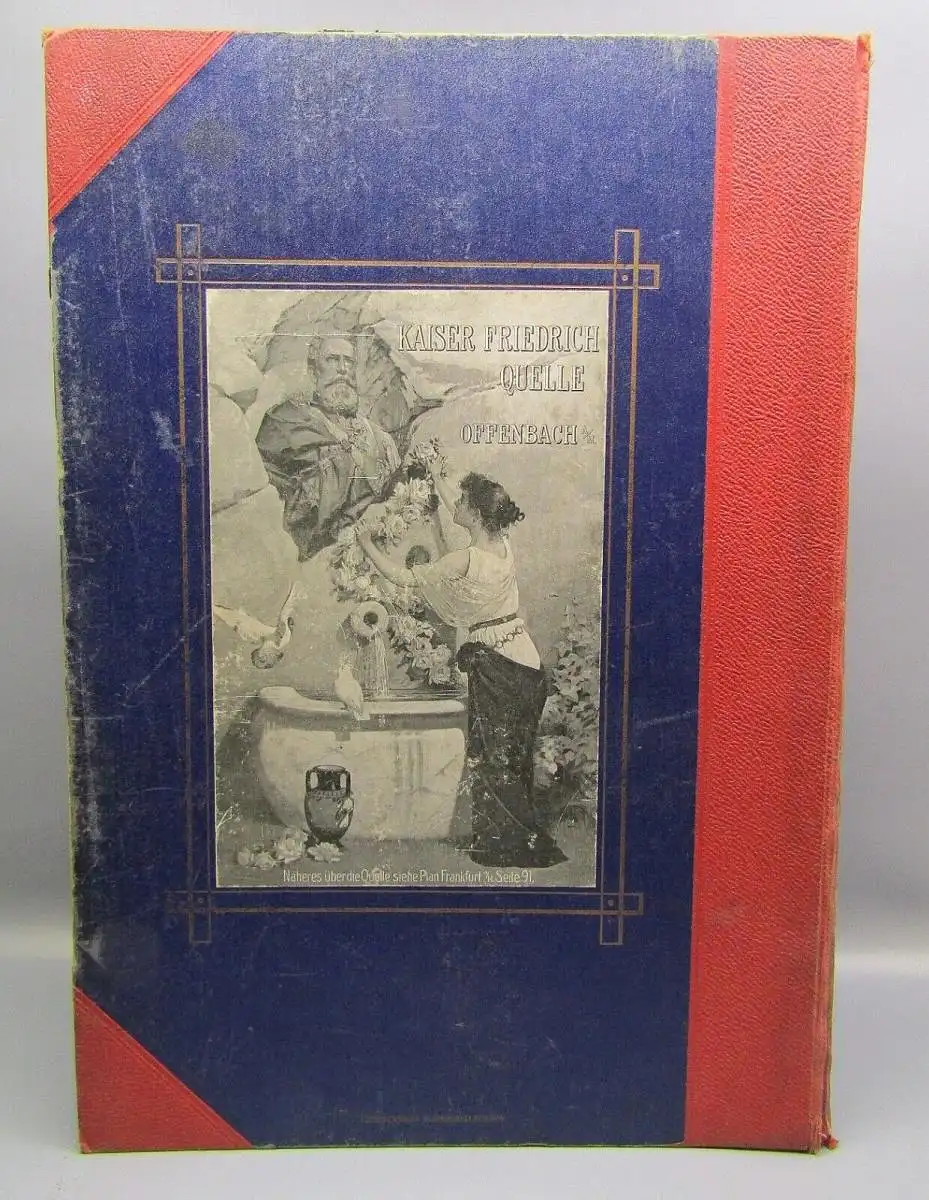 KAISER FRIEDRICH
QUELLE
OFFENBACH A/M.
Näheres über die Quelle siehe Plan Frankfurt a/M. Seite 91.